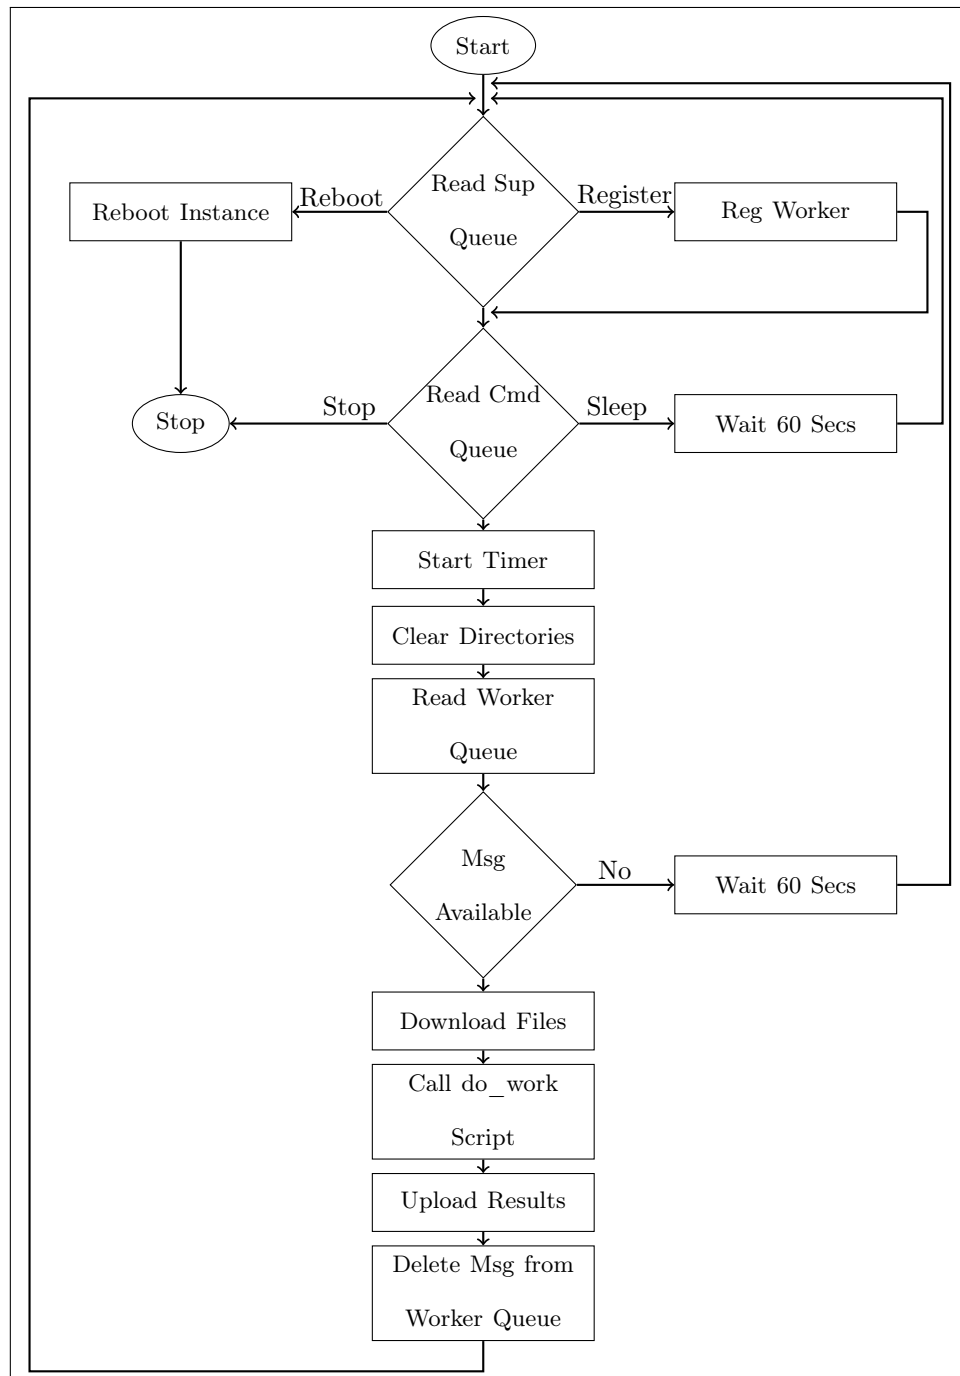 Start
Read Sup
Queue
Reboot
Register
Reboot Instance
Reg Worker
Read Cmd
Queue
Stop
Sleep
Stop
Wait 60 Secs
Start Timer
Clear Directories
Read Worker
Queue
Msg
Available
No
Wait 60 Secs
Download Files
Call do_work
Script
Upload Results
Delete Msg from
Worker Queue